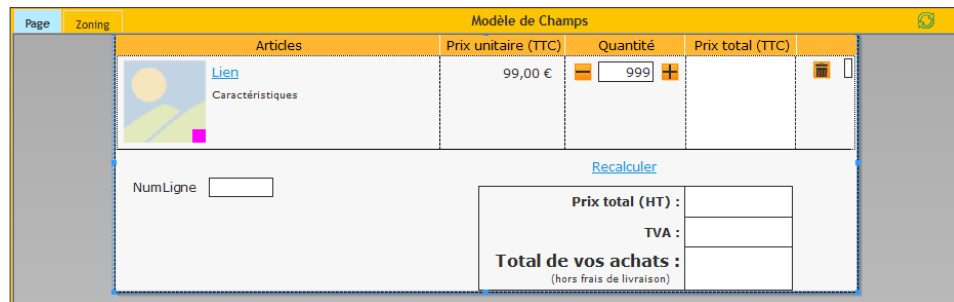 Page Zoning Modèle de Champs
Articles Prix unitaire (TTC) Quantité Prix total (TTC)
Lien 99,00 € 999
Caractéristiques
Recalculer
NumLigne
Prix total (HT) :
TVA :
Total de vos achats :
(hors frais de livraison)